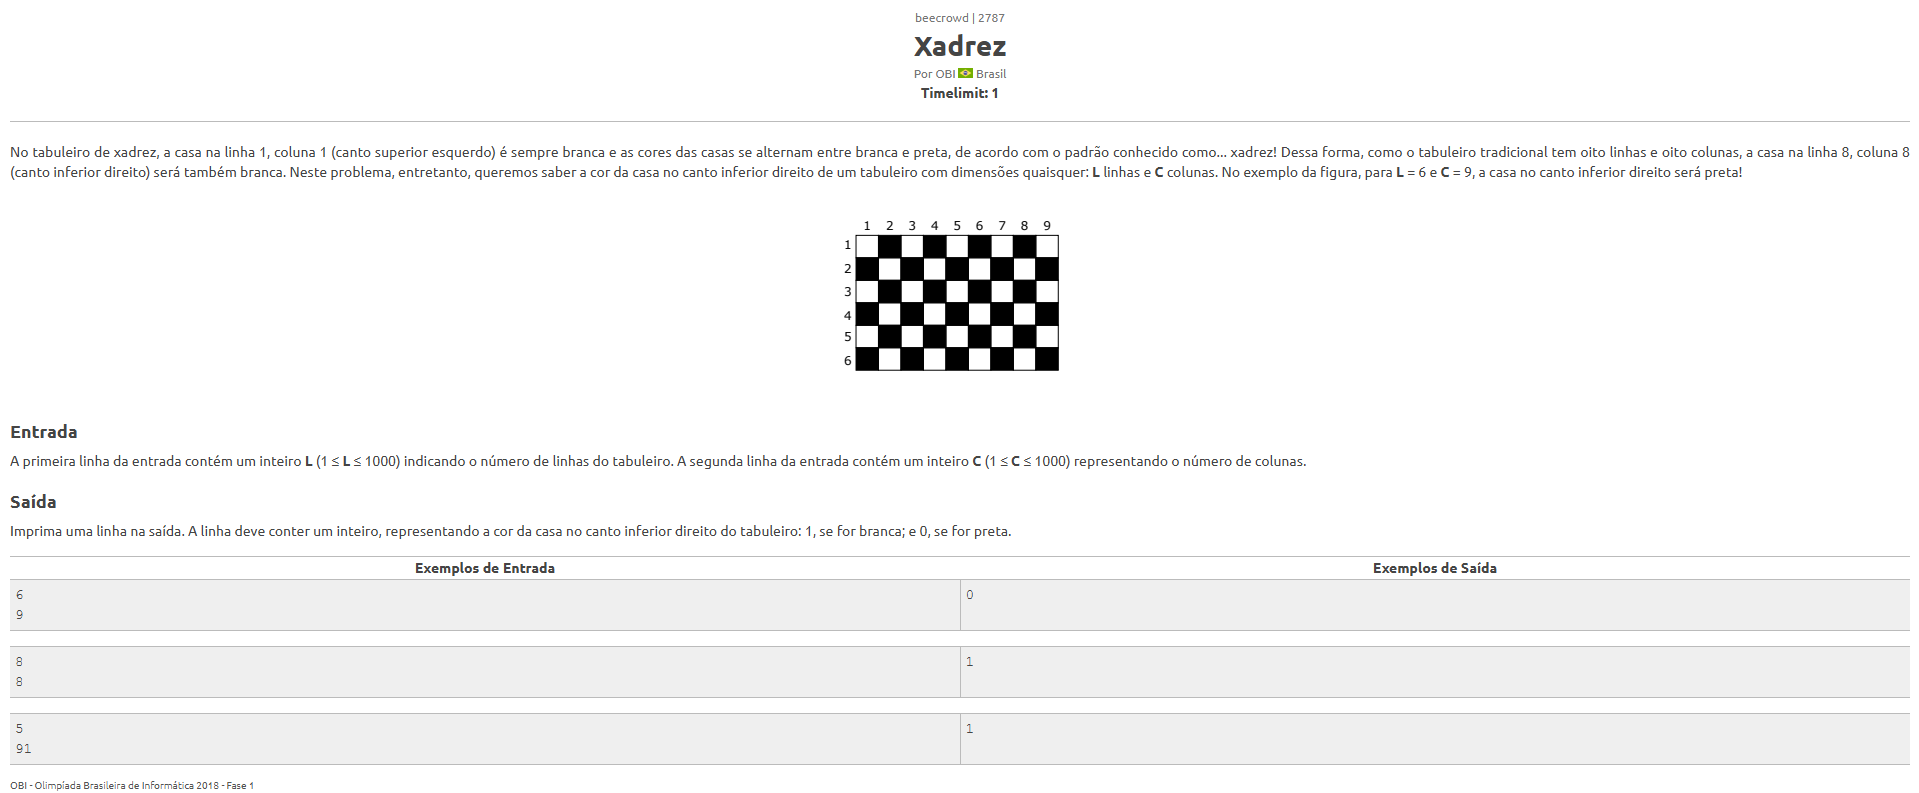 beecrowd | 2787
Xadrez
Por OBI Brasil
Timelimit: 1
No tabuleiro de xadrez, a casa na linha 1, coluna 1 (canto superior esquerdo) é sempre branca e as cores das casas se alternam entre branca e preta, de acordo com o padrão conhecido como... xadrez! Dessa forma, como o tabuleiro tradicional tem oito linhas e oito colunas, a casa na linha 8, coluna 8
(canto inferior direito) será também branca. Neste problema, entretanto, queremos saber a cor da casa no canto inferior direito de um tabuleiro com dimensões quaisquer: L linhas e C colunas. No exemplo da figura, para L = 6 e C = 9, a casa no canto inferior direito será preta!
1 2 3 4 5 6 7 8 9
1
2
3
4
5
6
Entrada
A primeira linha da entrada contém um inteiro L (1 ≤ L ≤ 1000) indicando o número de linhas do tabuleiro. A segunda linha da entrada contém um inteiro C (1 ≤ C ≤ 1000) representando o número de colunas.
Saída
Imprima uma linha na saída. A linha deve conter um inteiro, representando a cor da casa no canto inferior direito do tabuleiro: 1, se for branca; e 0, se for preta.
Exemplos de Entrada Exemplos de Saída
6 0
9
8 1
8
5 1
91
OBI - Olimpíada Brasileira de Informática 2018 - Fase 1